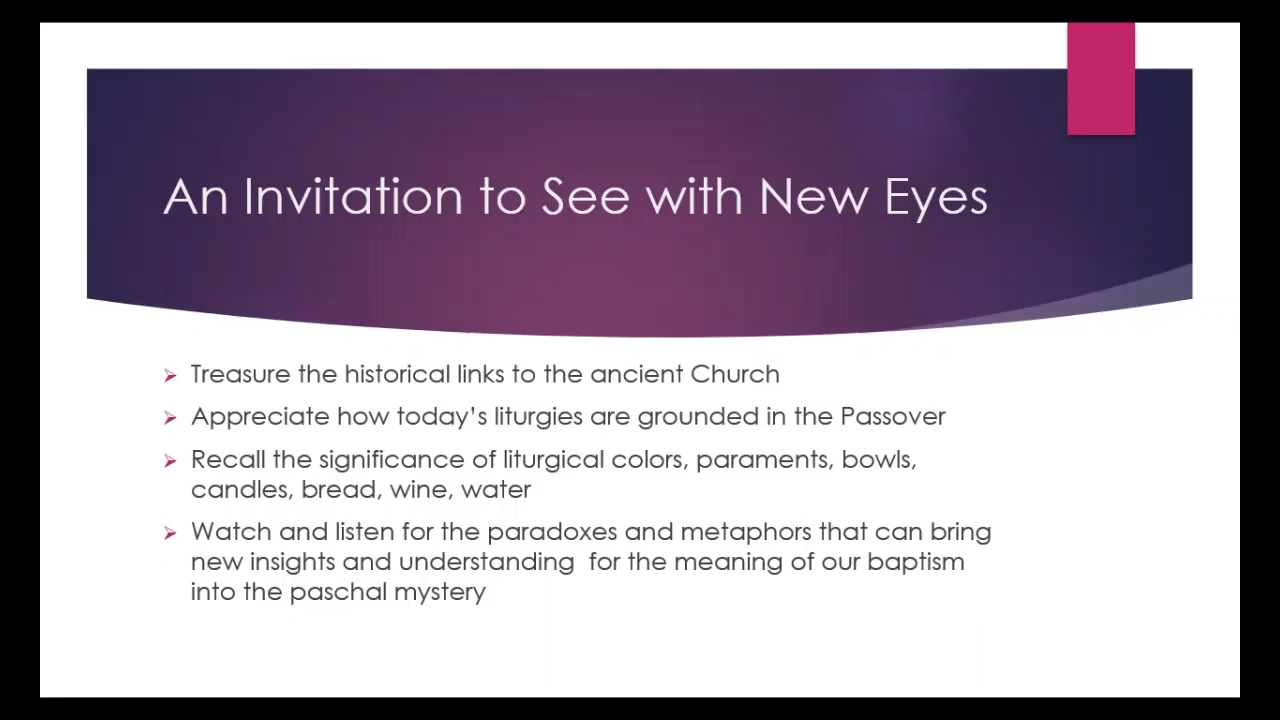 An Invitation to See with New Eyes
Treasure the historical links to the ancient Church
Appreciate how today’s liturgies are grounded in the Passover
Recall the significance of liturgical colors, paraments, bowls,
candles, bread, wine, water
Watch and listen for the paradoxes and metaphors that can bring
new insights and understanding  for the meaning of our baptism
into the paschal mystery